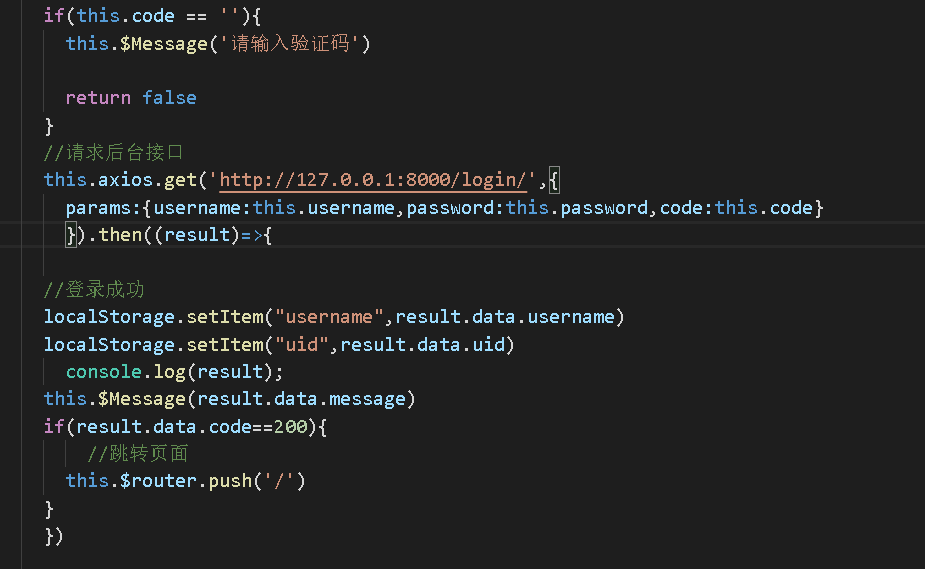 if(this.code == ''){
this.$Message('请输入验证码')
return false
}
//请求后台接口
this.axios.get('http://127.0.0.1:8000/login/',{
params:{username:this.username,password:this.password,code:this.code}
}).then((result)=>{
//登录成功
localStorage.setItem("username",result.data.username)
localStorage.setItem("uid",result.data.uid)
console.log(result);
this.$Message(result.data.message)
if(result.data.code==200){
//跳转页面
this.$router.push('/')
}
})